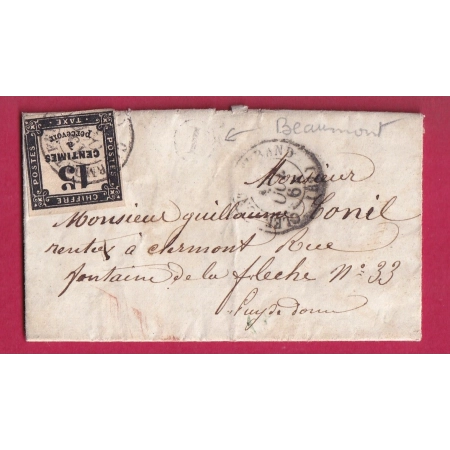 CHIFFRE TAXE
POSTES
15
CENTIMES
à
percevoir
POSTES
Beaumont
Monsieur
Monsieur guillaume
rentier à clermont Rue
fontaine de la fleche N° 33
Puy de dome